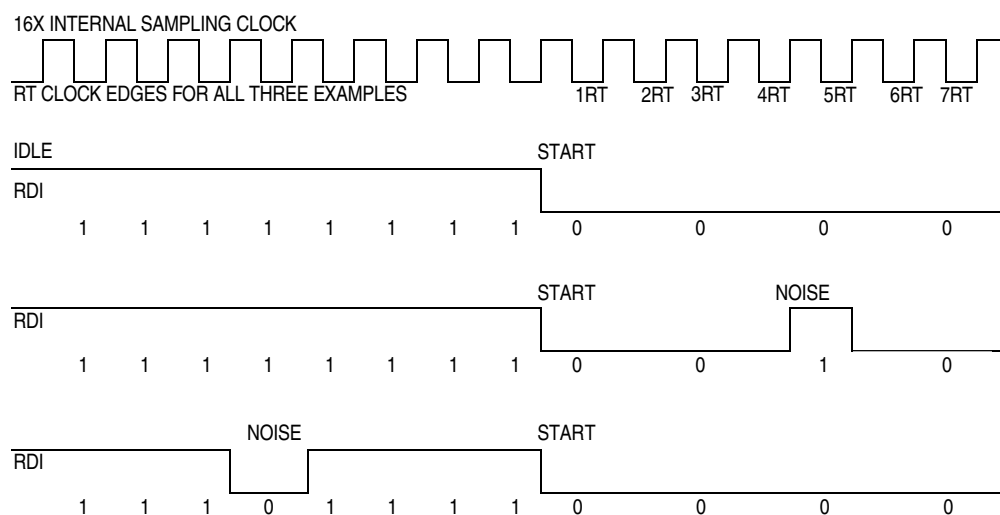 16X INTERNAL SAMPLING CLOCK
RT CLOCK EDGES FOR ALL THREE EXAMPLES 1RT 2RT 3RT 4RT 5RT 6RT 7RT
IDLE START
RDI
1 1 1 1 1 1 1 1 0 0 0 0
START NOISE
RDI
1 1 1 1 1 1 1 1 0 0 1 0
NOISE START
RDI
1 1 1 0 1 1 1 1 0 0 0 0